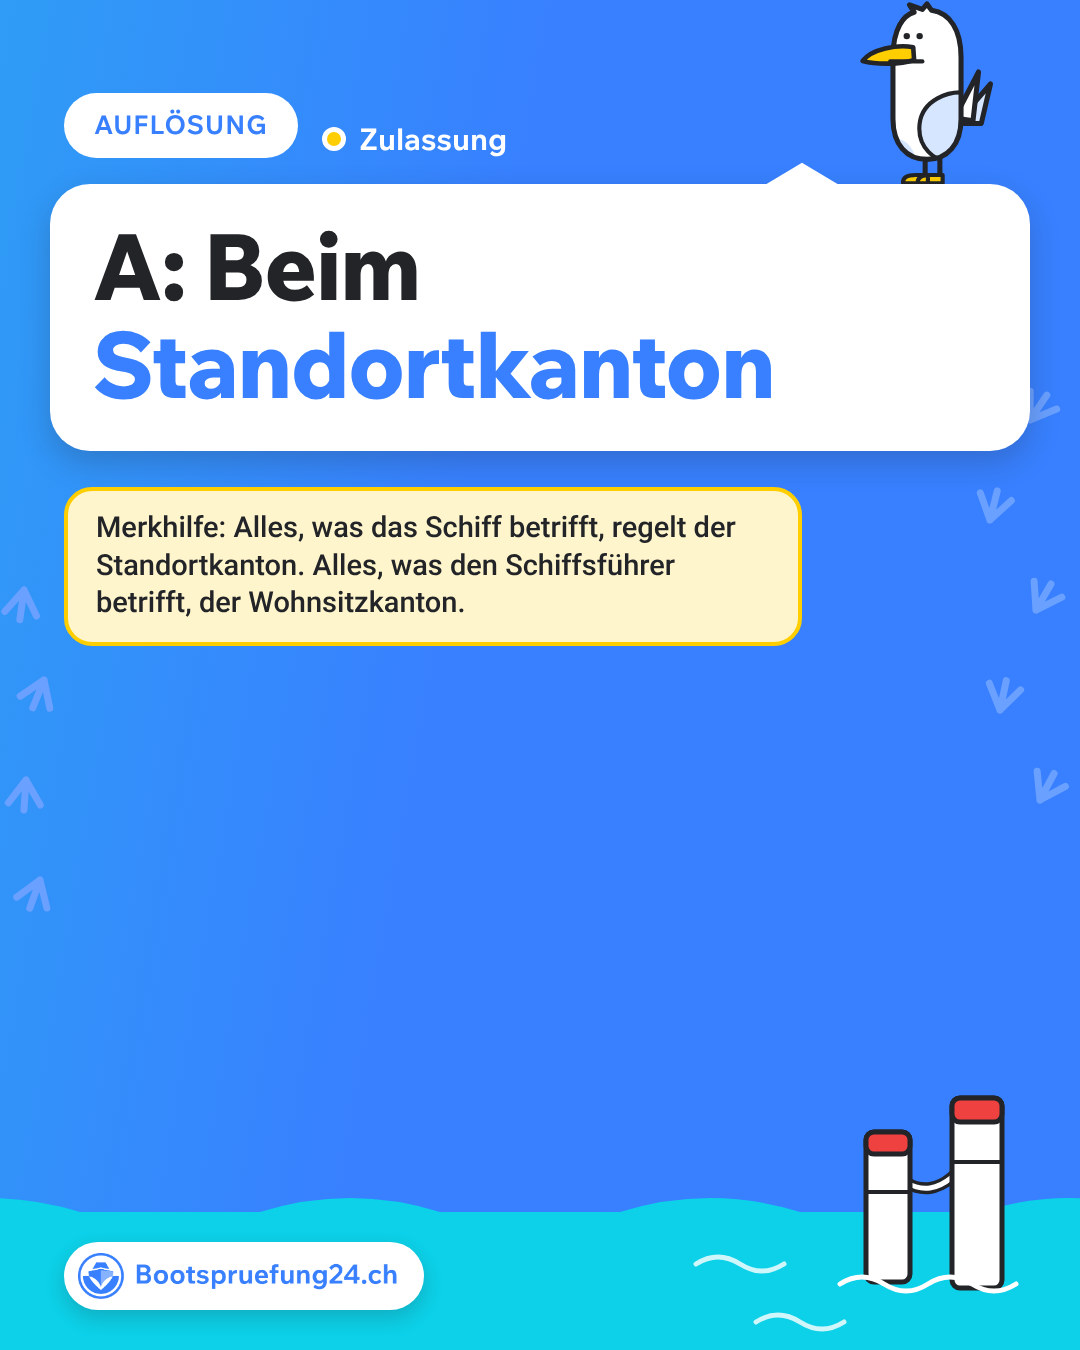 AUFLÖSUNG
Zulassung
A: Beim
Standortkanton
Merkhilfe: Alles, was das Schiff betrifft, regelt der
Standortkanton. Alles, was den Schiffsführer
betrifft, der Wohnsitzkanton.
Bootspruefung24.ch